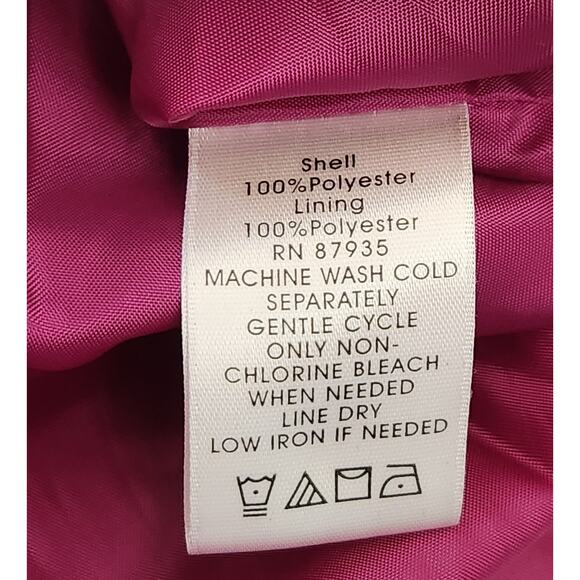 Shell
100%Polyester
Lining
100%Polyester
RN 87935
MACHINE WASH COLD
SEPARATELY
GENTLE CYCLE
ONLY NON-
CHLORINE BLEACH
WHEN NEEDED
LINE DRY
LOW IRON IF NEEDED